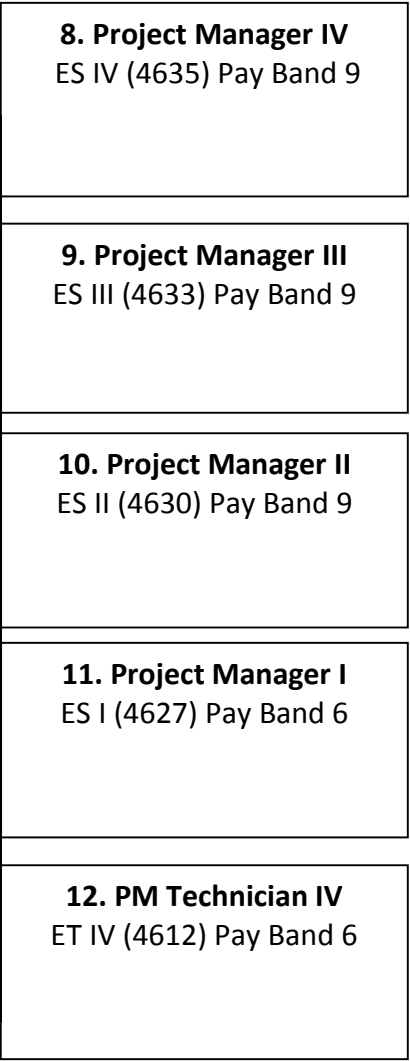 8. Project Manager IV
ES IV (4635) Pay Band 9
9. Project Manager III
ES III (4633) Pay Band 9
10. Project Manager II
ES II (4630) Pay Band 9
11. Project Manager I
ES I (4627) Pay Band 6
12. PM Technician IV
ET IV (4612) Pay Band 6